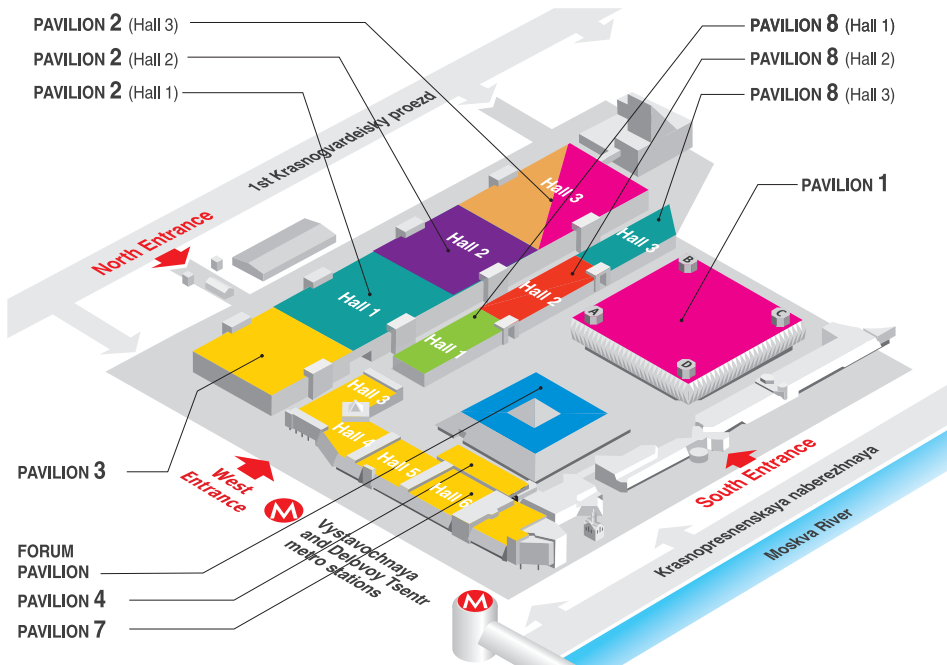 PAVILION 2 (Hall 3)
PAVILION 2 (Hall 2)
PAVILION 2 (Hall 1)
PAVILION 8 (Hall 1)
PAVILION 8 (Hall 2)
PAVILION 8 (Hall 3)
1st Krasnogvardeisky proezd
PAVILION 1
North Entrance
Hall 3
Hall 2
Hall 1
Hall 3
Hall 2
Hall 1
B
A
C
D
Hall 3
Hall 4
Hall 5
Hall 6
PAVILION 3
West
Entrance
M
South Entrance
Krasnopresnenskaya naberezhnaya
Moskva River
Vystavochnaya
and Delovoy Tsentr
metro stations
FORUM
PAVILION
PAVILION 4
PAVILION 7
M